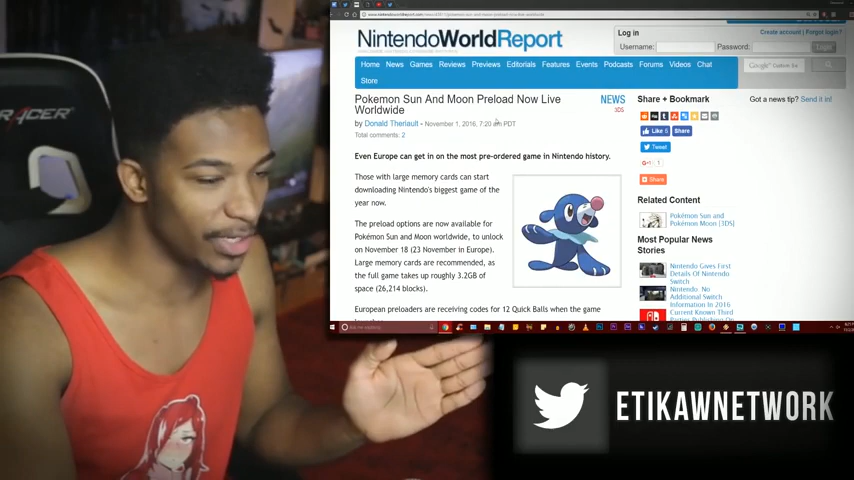 RACER
NintendoWorldReport
Log in
Create account | Forgot login?
Username:
Password:
Login
Home News Games Reviews Previews Editorials Features Events Podcasts Forums Videos Chat
Store
Google
Pokemon Sun And Moon Preload Now Live
Worldwide
NEWS
3DS
by Donald Theriault - November 1, 2016, 7:20 am PDT
Total comments: 2
Even Europe can get in on the most pre-ordered game in Nintendo history.
Those with large memory cards can start
downloading Nintendo's biggest game of the
year now.
The preload options are now available for
Pokémon Sun and Moon worldwide, to unlock
on November 18 (23 November in Europe).
Large memory cards are recommended, as
the full game takes up roughly 3.2GB of
space (26,214 blocks).
European preloaders are receiving codes for 12 Quick Balls when the game
Share + Bookmark
Got a news tip? Send it in!
Like 6 Share
Tweet
G+1 1
Share
Related Content
Pokémon Sun and
Pokémon Moon [3DS]
Most Popular News
Stories
Nintendo Gives First
Details Of Nintendo
Switch
Nintendo: No
Additional Switch
Information In 2016
Current Known Third
ETIKAWNETWORK